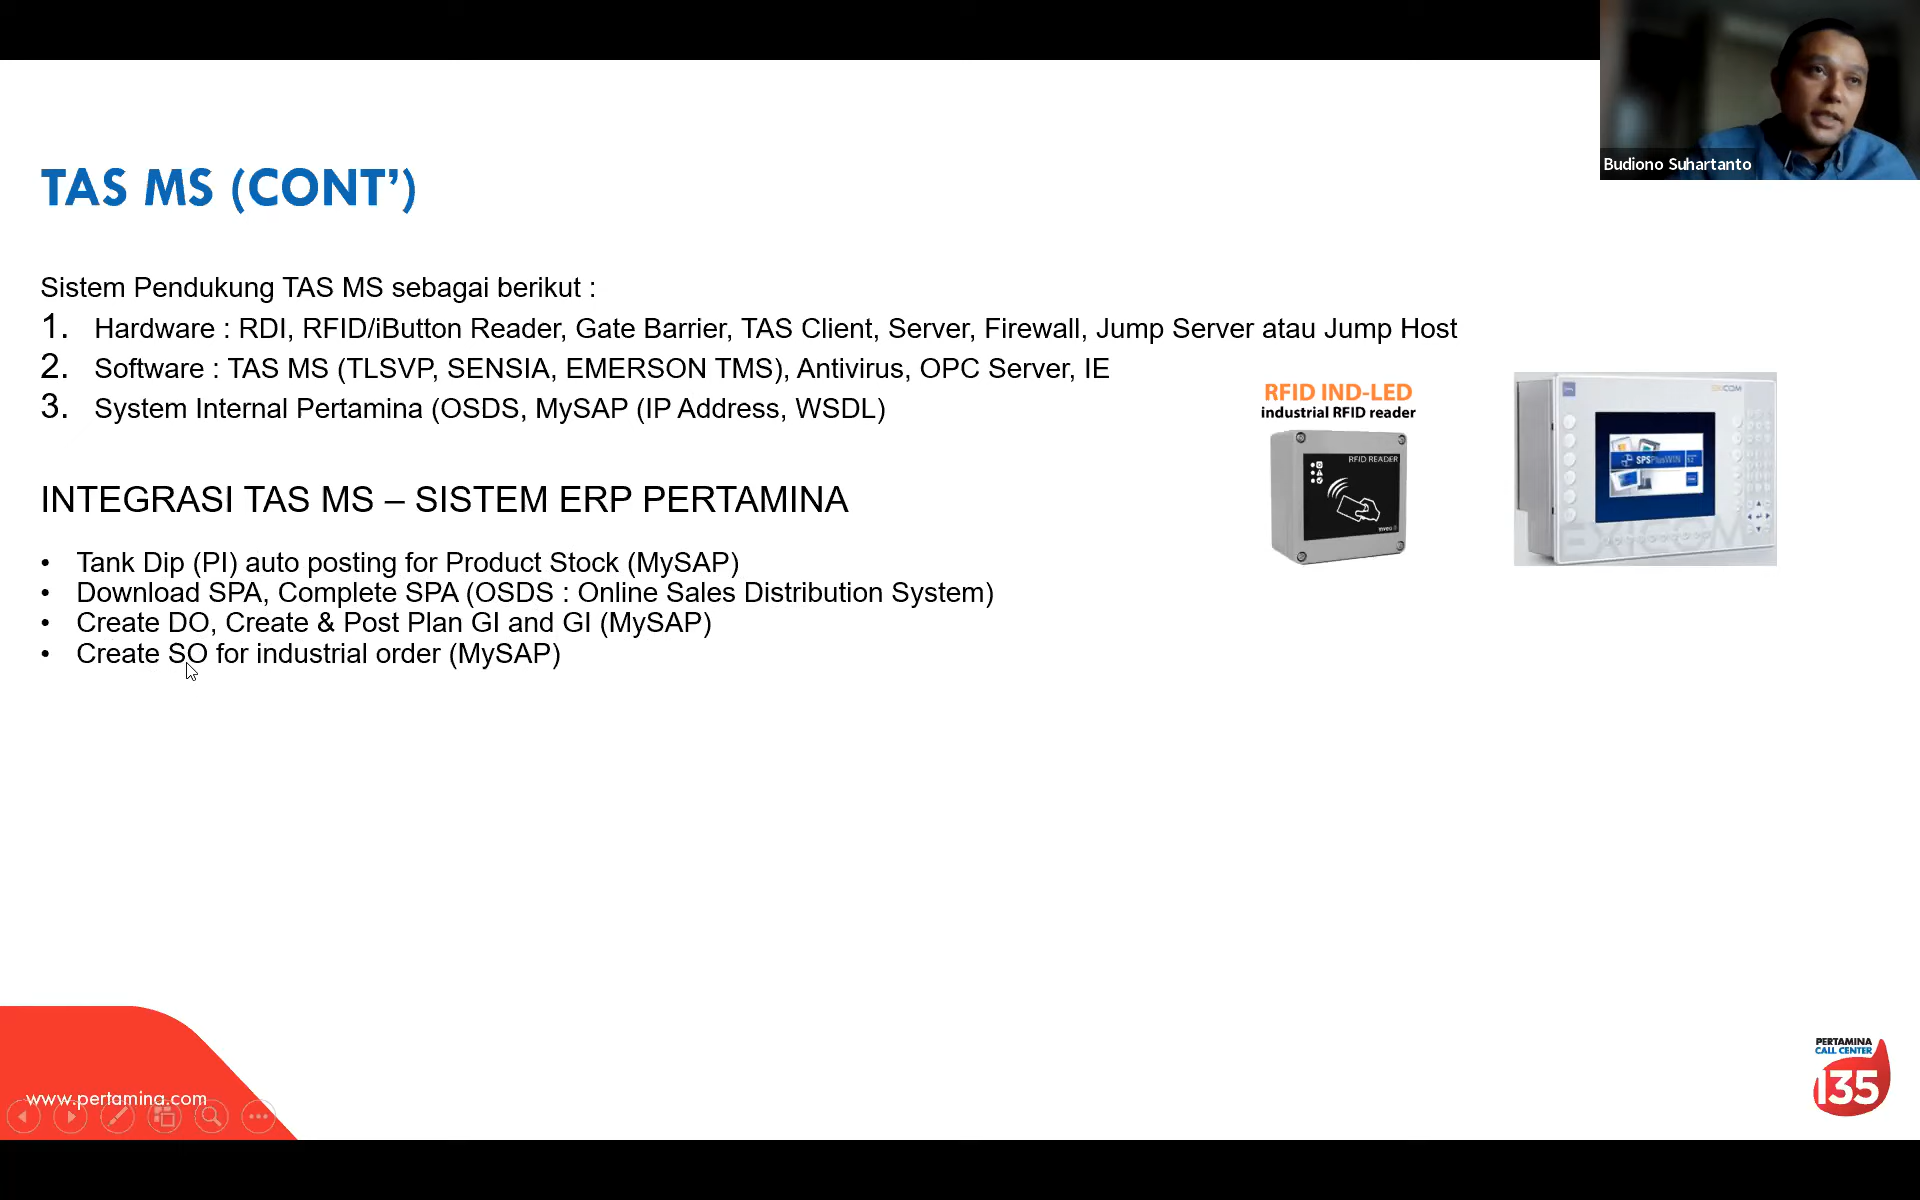 Budiono Suhartanto
TAS MS (CONT’)
Sistem Pendukung TAS MS sebagai berikut :
1. Hardware : RDI, RFID/iButton Reader, Gate Barrier, TAS Client, Server, Firewall, Jump Server atau Jump Host
2. Software : TAS MS (TLSVP, SENSIA, EMERSON TMS), Antivirus, OPC Server, IE
3. System Internal Pertamina (OSDS, MySAP (IP Address, WSDL)
RFID IND-LED
industrial RFID reader
RFID READER
SPSPlusWIN
INTEGRASI TAS MS – SISTEM ERP PERTAMINA
• Tank Dip (PI) auto posting for Product Stock (MySAP)
• Download SPA, Complete SPA (OSDS : Online Sales Distribution System)
• Create DO, Create & Post Plan GI and GI (MySAP)
• Create SO for industrial order (MySAP)
www.pertamina.com
PERTAMINA
CALL CENTER
135